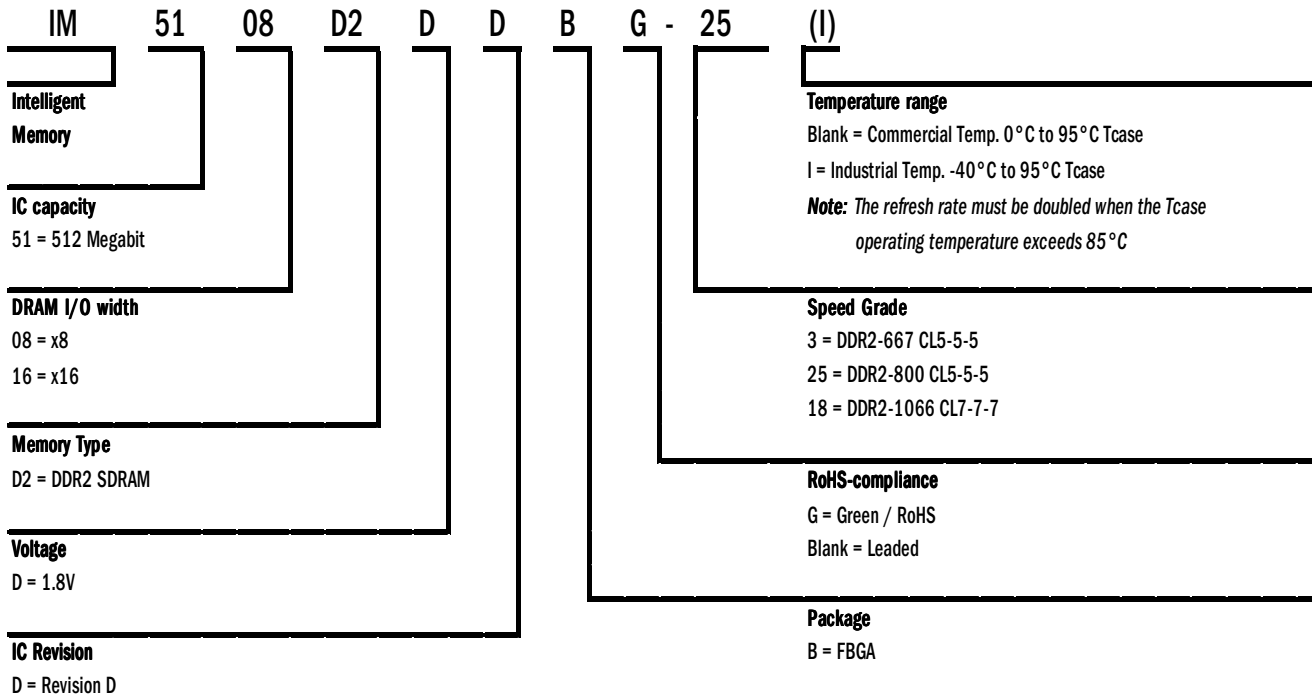 IM 51 08 D2 D D B G - 25 (I)
Intelligent
Memory
IC capacity
51 = 512 Megabit
DRAM I/O width
08 = x8
16 = x16
Memory Type
D2 = DDR2 SDRAM
Voltage
D = 1.8V
IC Revision
D = Revision D
Temperature range
Blank = Commercial Temp. 0°C to 95°C Tcase
I = Industrial Temp. -40°C to 95°C Tcase
Note: The refresh rate must be doubled when the Tcase
operating temperature exceeds 85°C
Speed Grade
3 = DDR2-667 CL5-5-5
25 = DDR2-800 CL5-5-5
18 = DDR2-1066 CL7-7-7
RoHS-compliance
G = Green / RoHS
Blank = Leaded
Package
B = FBGA